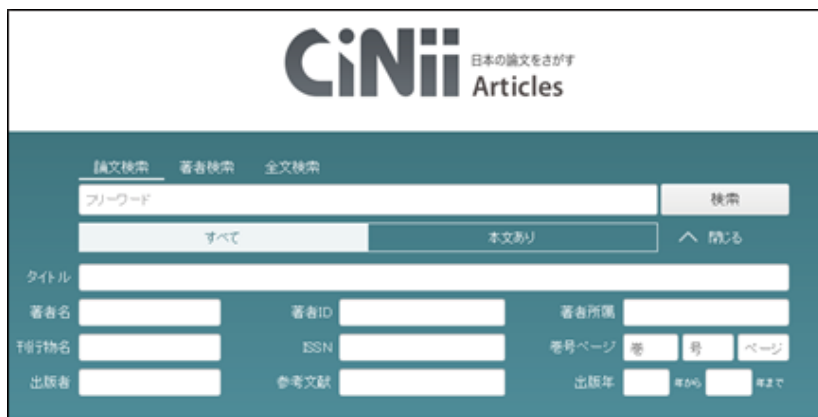 CiNii 日本の論文をさがす
Articles
論文検索 著者検索 全文検索
フリーワード 検索
すべて 本文あり 閉じる
タイトル
著者名 著者ID 著者所属
刊行物名 ISSN 巻号ページ 巻 号 ページ
出版者 参考文献 出版年 年から 年まで